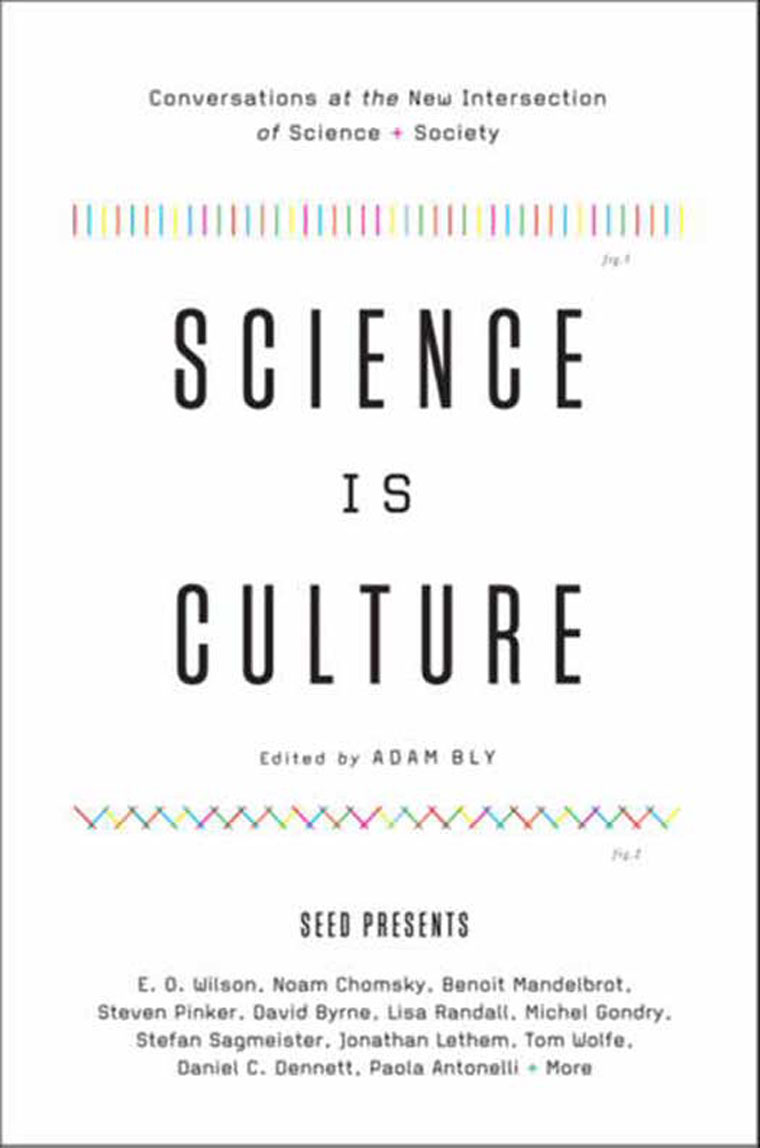 Conversations at the New Intersection
of Science + Society
fig.1
SCIENCE
IS
CULTURE
Edited by ADAM BLY
fig.2
SEED PRESENTS
E. O. Wilson, Noam Chomsky, Benoit Mandelbrot,
Steven Pinker, David Byrne, Lisa Randall, Michel Gondry,
Stefan Sagmeister, Jonathan Lethem, Tom Wolfe,
Daniel C. Dennett, Paola Antonelli + More